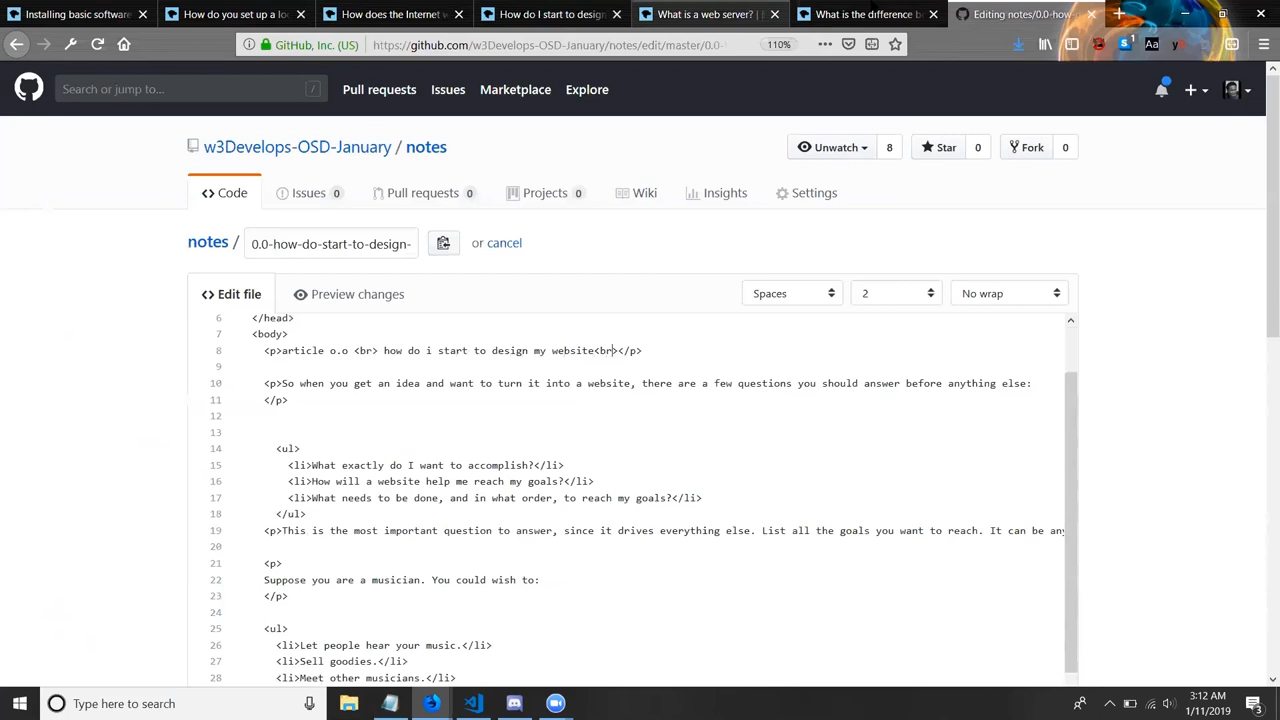 Installing basic software
How do you set up a lo
How does the Internet w
How do I start to design
What is a web server? |
What is the difference b
Editing notes/0.0-how-
GitHub, Inc. (US)
https://github.com/w3Develops-OSD-January/notes/edit/master/0.0-
110%
1
Aa
Search or jump to...
/
Pull requests
Issues
Marketplace
Explore
w3Develops-OSD-January / notes
Unwatch
8
Star
0
Fork
0
Code
Issues 0
Pull requests 0
Projects 0
Wiki
Insights
Settings
notes /
0.0-how-do-start-to-design-
or cancel
Edit file
Preview changes
Spaces
2
No wrap
6 </head>
7 <body>
8 <p>article o.o <br> how do i start to design my website<br></p>
9
10 <p>So when you get an idea and want to turn it into a website, there are a few questions you should answer before anything else:
11 </p>
12
13
14 <ul>
15 <li>What exactly do I want to accomplish?</li>
16 <li>How will a website help me reach my goals?</li>
17 <li>What needs to be done, and in what order, to reach my goals?</li>
18 </ul>
19 <p>This is the most important question to answer, since it drives everything else. List all the goals you want to reach. It can be any
20
21 <p>
22 Suppose you are a musician. You could wish to:
23 </p>
24
25 <ul>
26 <li>Let people hear your music.</li>
27 <li>Sell goodies.</li>
28 <li>Meet other musicians.</li>
Type here to search
3:12 AM
1/11/2019
3